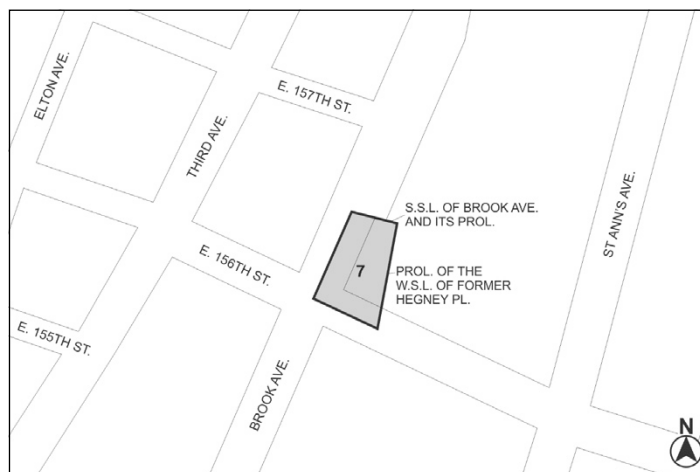 ELTON AVE.
THIRD AVE.
E. 157TH ST.
S.S.L. OF BROOK AVE.
AND ITS PROL.
ST ANN'S AVE.
E. 156TH ST.
7
PROL. OF THE
W.S.L. OF FORMER
HEGNEY PL.
E. 155TH ST.
BROOK AVE.
N